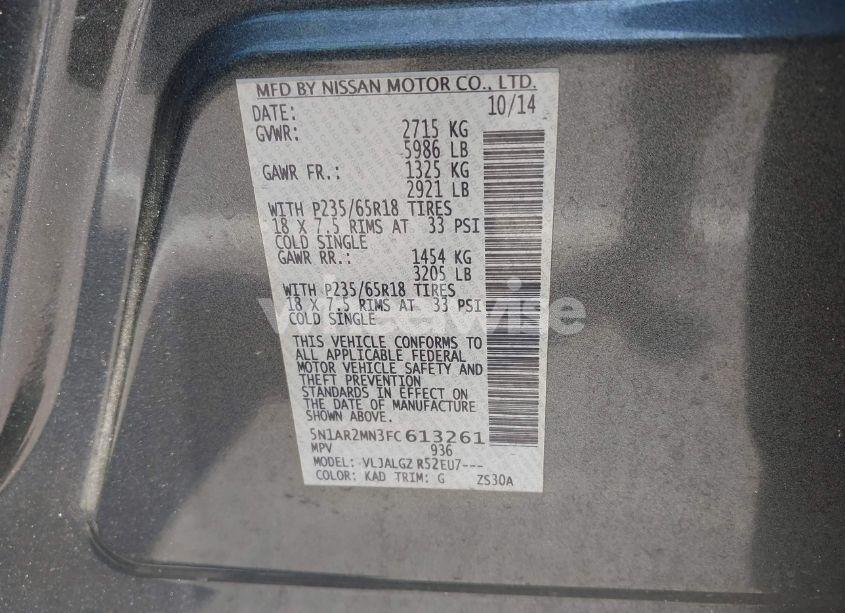 MFD BY NISSAN MOTOR CO., LTD.
DATE: 10/14
GVWR: 2715 KG
5986 LB
GAWR FR.: 1325 KG
2921 LB
WITH P235/65R18 TIRES
18 X 7.5 RIMS AT 33 PSI
COLD SINGLE
GAWR RR.: 1454 KG
3205 LB
WITH P235/65R18 TIRES
18 X 7.5 RIMS AT 33 PSI
COLD SINGLE
THIS VEHICLE CONFORMS TO
ALL APPLICABLE FEDERAL
MOTOR VEHICLE SAFETY AND
THEFT PREVENTION
STANDARDS IN EFFECT ON
THE DATE OF MANUFACTURE
SHOWN ABOVE.
5N1AR2MN3FC613261
MPV 936
MODEL: VLJALGZ R52EU7---
COLOR: KAD TRIM: G ZS30A